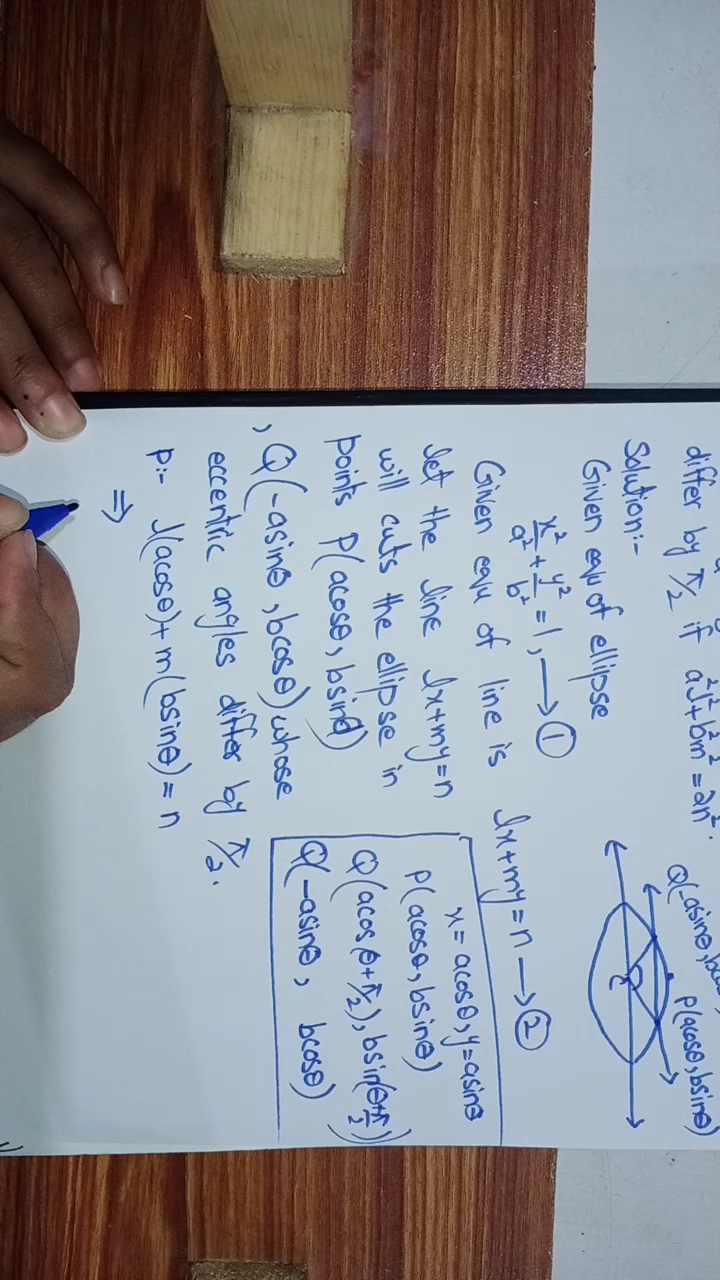 differ by π/2 if a²l²+b²m²=2n².
Q(-asinθ,
P(acosθ, bsinθ)
Solution:-
Given equ of ellipse
x²/a² + y²/b² = 1, → ①
Given equ of line is lx+my=n → ②
let the line lx+my=n
will cuts the ellipse in
points P(acosθ, bsinθ)
, Q(-asinθ, bcosθ) whose
eccentric angles differ by π/2.
x=acosθ, y=asinθ
P(acosθ, bsinθ)
Q(acos(θ+π/2), bsin(θ+π/2))
Q(-asinθ, bcosθ)
P:- l(acosθ)+m(bsinθ)=n
⇒